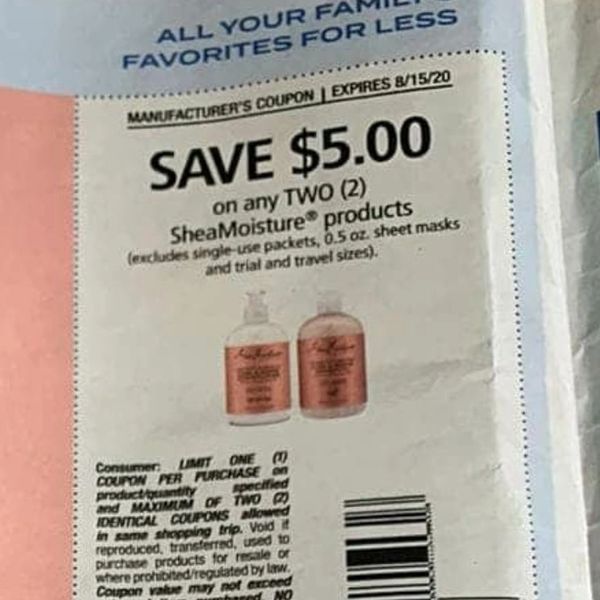 ALL YOUR FAMILY
FAVORITES FOR LESS
MANUFACTURER'S COUPON | EXPIRES 8/15/20
SAVE $5.00
on any TWO (2)
SheaMoisture® products
(excludes single-use packets, 0.5 oz. sheet masks
and trial and travel sizes).
Consumer: LIMIT ONE (1)
COUPON PER PURCHASE on
product/quantity specified
and MAXIMUM OF TWO (2)
IDENTICAL COUPONS allowed
in same shopping trip. Void if
reproduced, transferred, used to
purchase products for resale or
where prohibited/regulated by law.
Coupon value may not exceed
purchased. NO